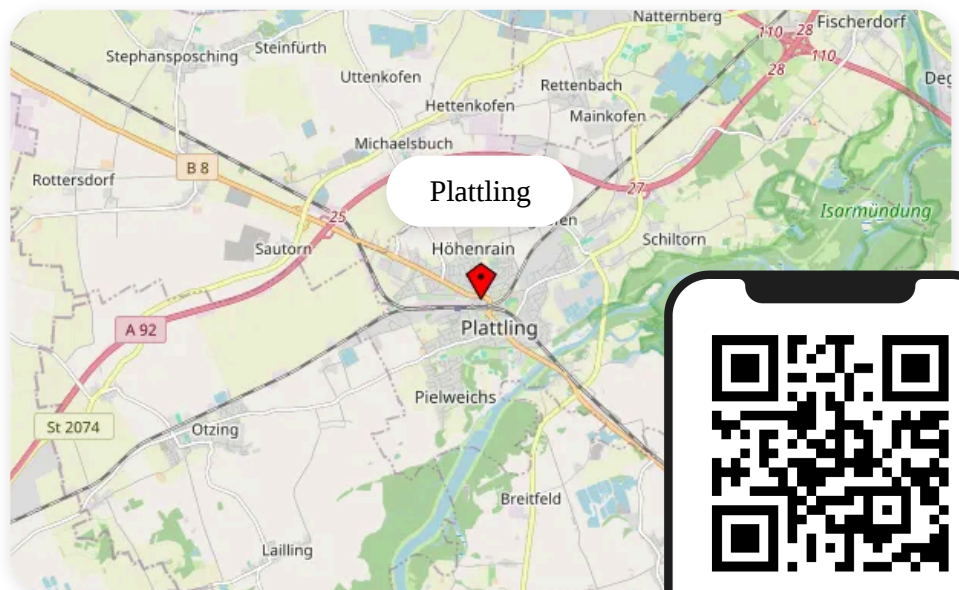 Natternberg
Fischerdorf
110
28
Stephansposching
Steinfürth
110
28
Uttenkofen
Rettenbach
Deg
Hettenkofen
Mainkofen
Michaelsbuch
B 8
Rottersdorf
Plattling
27
25
Isarmündung
Sautorn
Höhenrain
Schiltorn
A 92
Plattling
Pielweichs
St 2074
Otzing
Breitfeld
Lailling